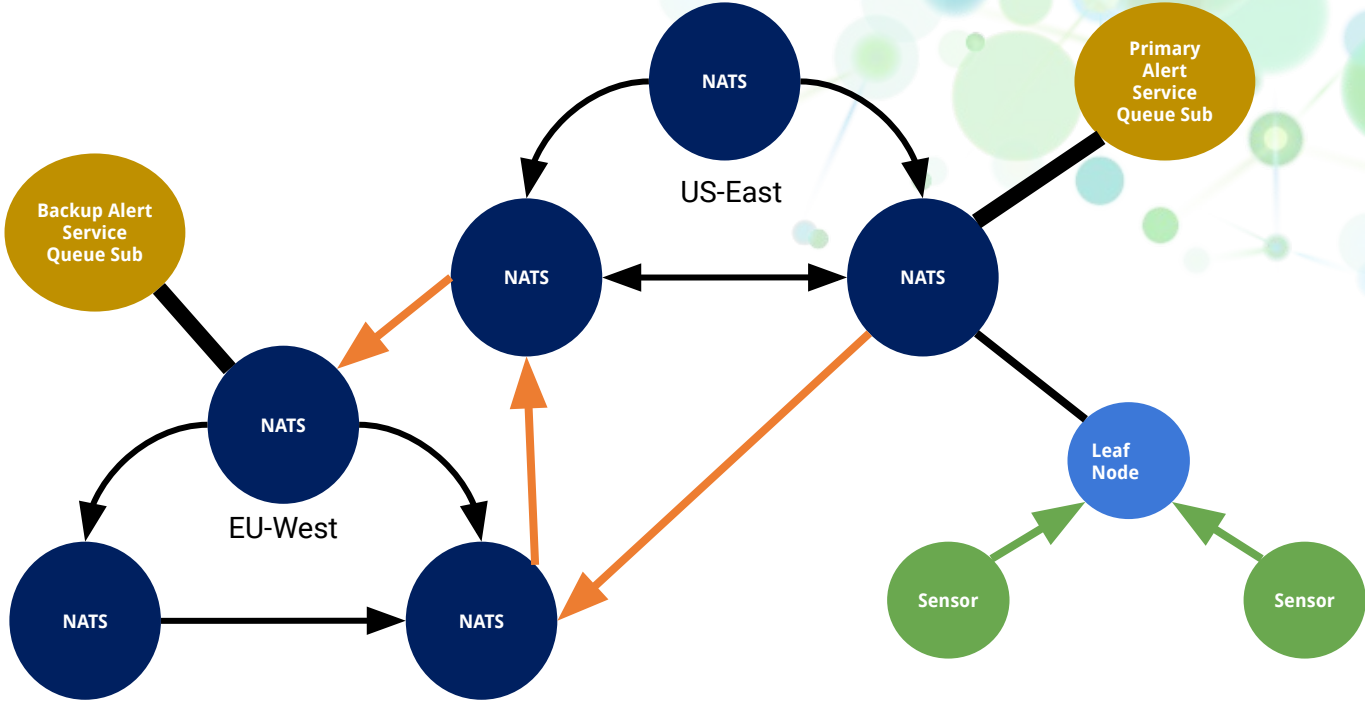 NATS
Primary
Alert
Service
Queue Sub
US-East
Backup Alert
Service
Queue Sub
NATS
NATS
NATS
Leaf
Node
EU-West
NATS
NATS
Sensor
Sensor